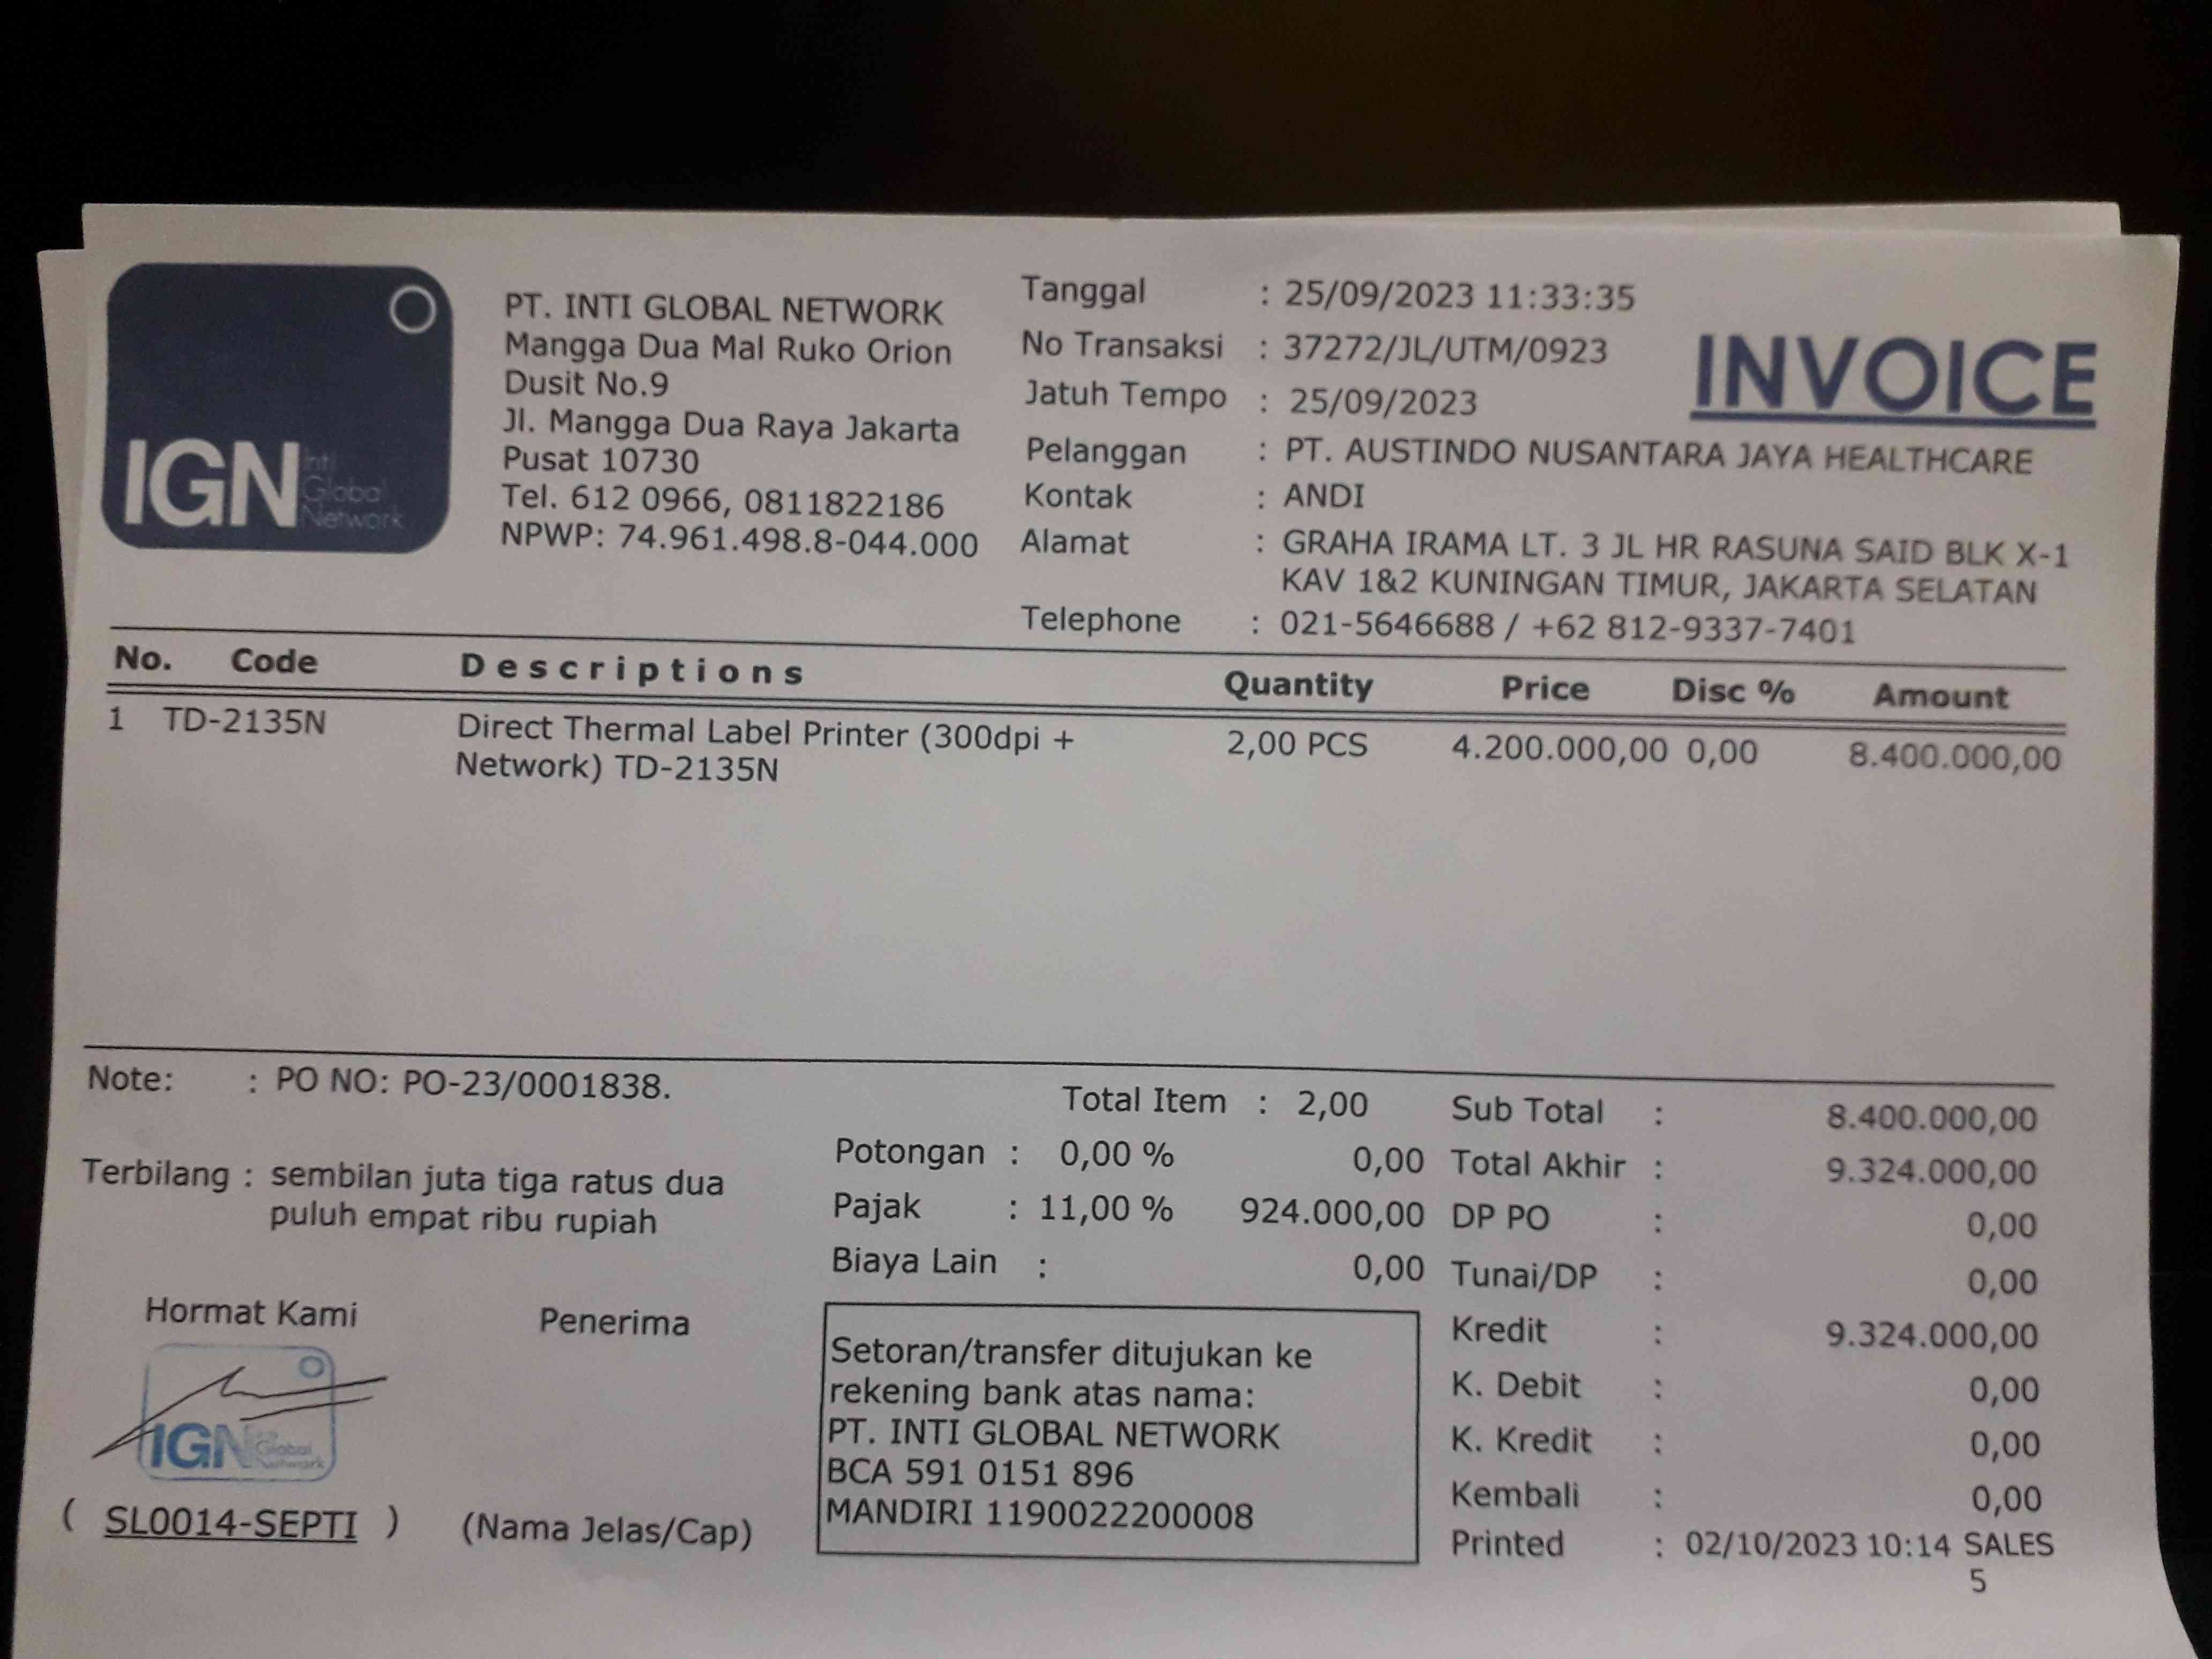 IGN Inti
Global
Network
PT. INTI GLOBAL NETWORK
Mangga Dua Mal Ruko Orion
Dusit No.9
Jl. Mangga Dua Raya Jakarta
Pusat 10730
Tel. 612 0966, 0811822186
NPWP: 74.961.498.8-044.000
Tanggal : 25/09/2023 11:33:35
No Transaksi : 37272/JL/UTM/0923
Jatuh Tempo : 25/09/2023
INVOICE
Pelanggan : PT. AUSTINDO NUSANTARA JAYA HEALTHCARE
Kontak : ANDI
Alamat : GRAHA IRAMA LT. 3 JL HR RASUNA SAID BLK X-1
KAV 1&2 KUNINGAN TIMUR, JAKARTA SELATAN
Telephone : 021-5646688 / +62 812-9337-7401
No. Code Descriptions Quantity Price Disc % Amount
1 TD-2135N Direct Thermal Label Printer (300dpi + 2,00 PCS 4.200.000,00 0,00 8.400.000,00
Network) TD-2135N
Note: : PO NO: PO-23/0001838.
Terbilang : sembilan juta tiga ratus dua
puluh empat ribu rupiah
Total Item : 2,00
Potongan : 0,00 % 0,00
Pajak : 11,00 % 924.000,00
Biaya Lain : 0,00
Sub Total : 8.400.000,00
Total Akhir : 9.324.000,00
DP PO : 0,00
Tunai/DP : 0,00
Kredit : 9.324.000,00
K. Debit : 0,00
K. Kredit : 0,00
Kembali : 0,00
Printed : 02/10/2023 10:14 SALES
5
Hormat Kami Penerima
IGN
Global
Network
( SL0014-SEPTI ) (Nama Jelas/Cap)
Setoran/transfer ditujukan ke
rekening bank atas nama:
PT. INTI GLOBAL NETWORK
BCA 591 0151 896
MANDIRI 1190022200008